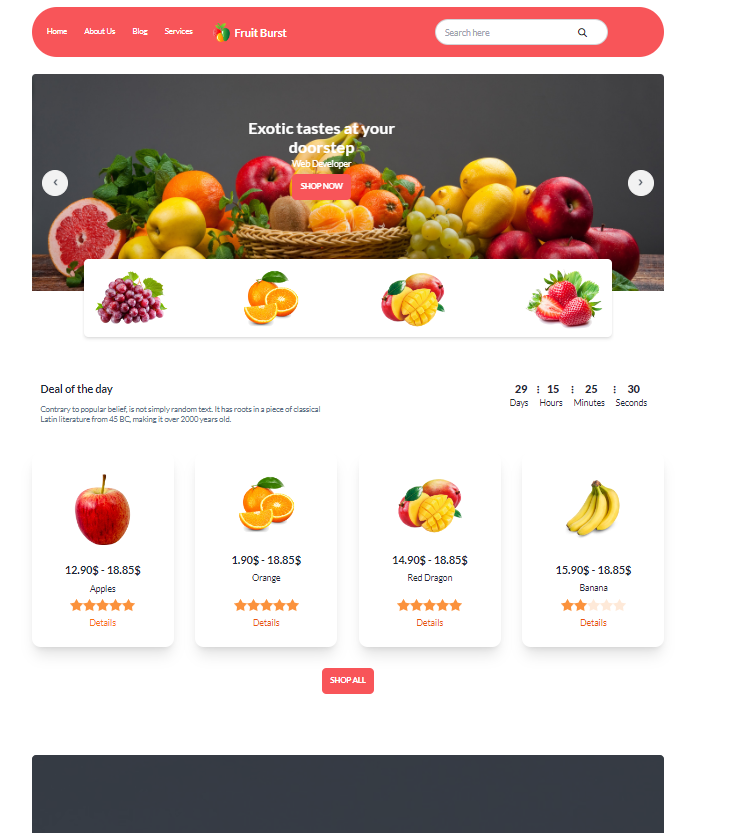 Home About Us Blog Services Fruit Burst Search here
Exotic tastes at your
doorstep
Web Developer
SHOP NOW
Deal of the day
Contrary to popular belief, is not simply random text. It has roots in a piece of classical
Latin literature from 45 BC, making it over 2000 years old.
29 : 15 : 25 : 30
Days Hours Minutes Seconds
12.90$ - 18.85$
Apples
Details
1.90$ - 18.85$
Orange
Details
14.90$ - 18.85$
Red Dragon
Details
15.90$ - 18.85$
Banana
Details
SHOP ALL